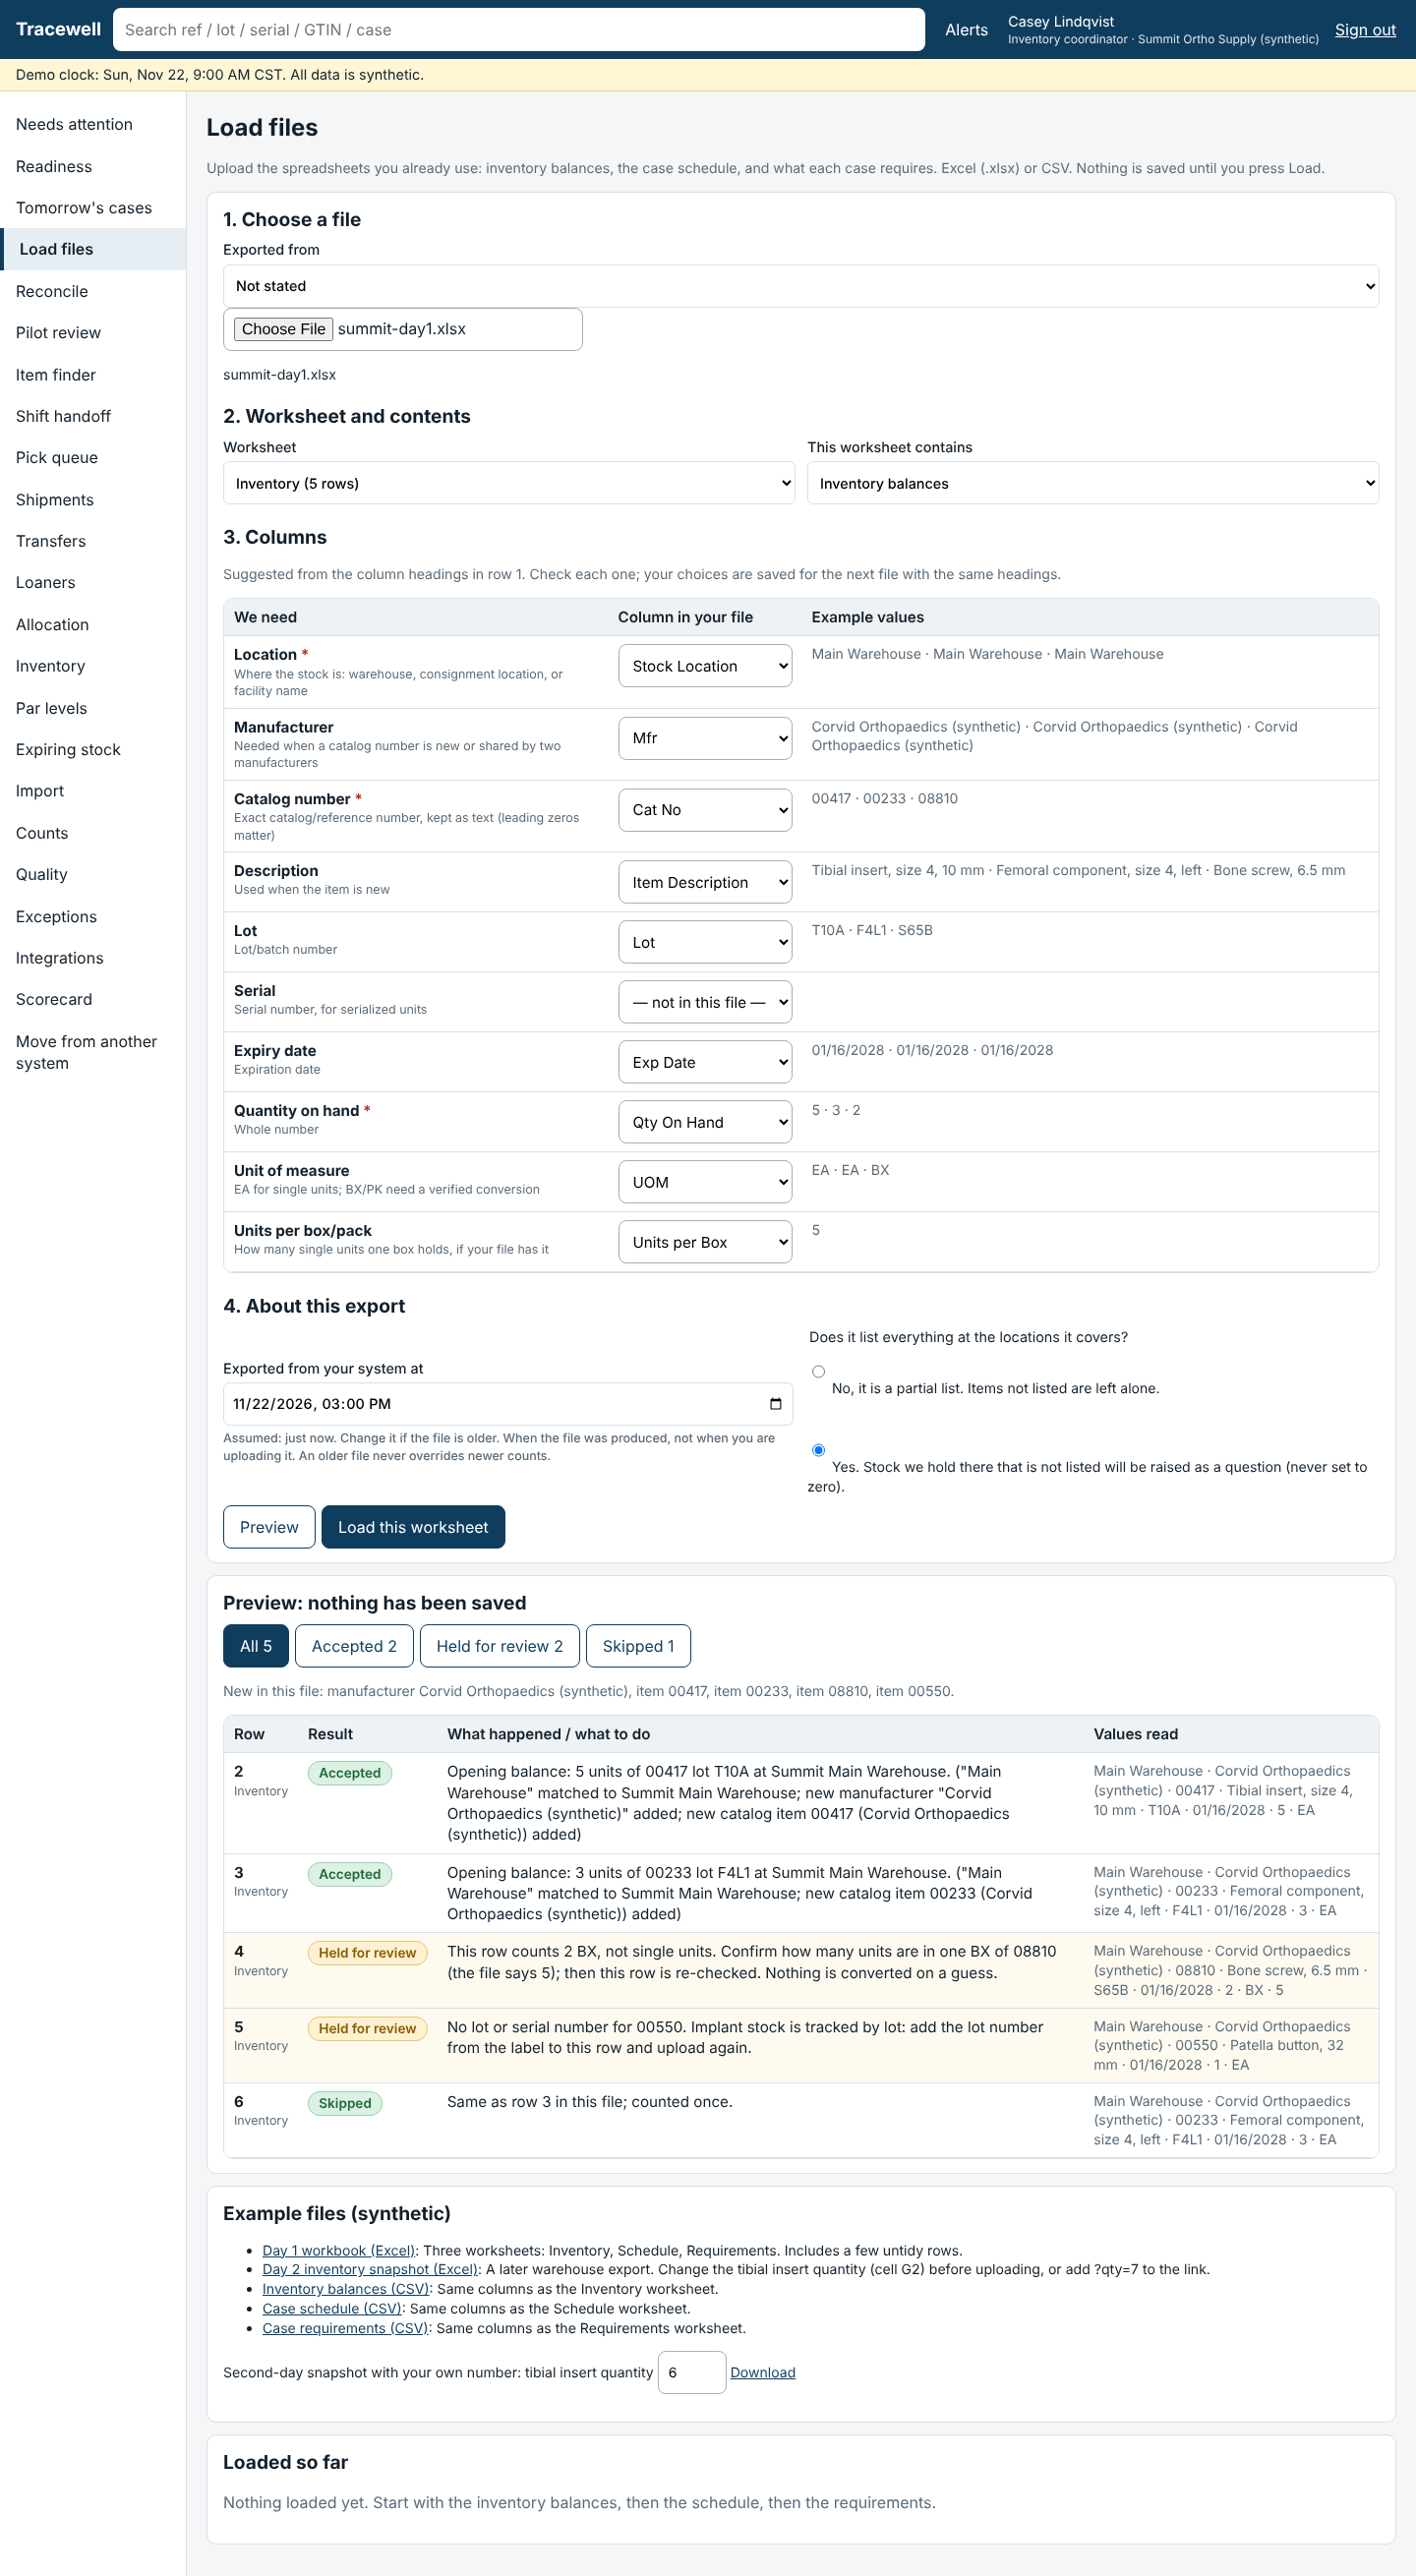 Tracewell
Search ref / lot / serial / GTIN / case
Alerts
Casey Lindqvist
Inventory coordinator · Summit Ortho Supply (synthetic)
Sign out
Demo clock: Sun, Nov 22, 9:00 AM CST. All data is synthetic.
Needs attention
Readiness
Tomorrow's cases
Load files
Reconcile
Pilot review
Item finder
Shift handoff
Pick queue
Shipments
Transfers
Loaners
Allocation
Inventory
Par levels
Expiring stock
Import
Counts
Quality
Exceptions
Integrations
Scorecard
Move from another
system
Load files
Upload the spreadsheets you already use: inventory balances, the case schedule, and what each case requires. Excel (.xlsx) or CSV. Nothing is saved until you press Load.
1. Choose a file
Exported from
Not stated
Choose File summit-day1.xlsx
summit-day1.xlsx
2. Worksheet and contents
Worksheet
Inventory (5 rows)
This worksheet contains
Inventory balances
3. Columns
Suggested from the column headings in row 1. Check each one; your choices are saved for the next file with the same headings.
We need
Column in your file
Example values
Location *
Where the stock is: warehouse, consignment location, or
facility name
Stock Location
Main Warehouse · Main Warehouse · Main Warehouse
Manufacturer
Needed when a catalog number is new or shared by two
manufacturers
Mfr
Corvid Orthopaedics (synthetic) · Corvid Orthopaedics (synthetic) · Corvid
Orthopaedics (synthetic)
Catalog number *
Exact catalog/reference number, kept as text (leading zeros
matter)
Cat No
00417 · 00233 · 08810
Description
Used when the item is new
Item Description
Tibial insert, size 4, 10 mm · Femoral component, size 4, left · Bone screw, 6.5 mm
Lot
Lot/batch number
Lot
T10A · F4L1 · S65B
Serial
Serial number, for serialized units
— not in this file —
Expiry date
Expiration date
Exp Date
01/16/2028 · 01/16/2028 · 01/16/2028
Quantity on hand *
Whole number
Qty On Hand
5 · 3 · 2
Unit of measure
EA for single units; BX/PK need a verified conversion
UOM
EA · EA · BX
Units per box/pack
How many single units one box holds, if your file has it
Units per Box
5
4. About this export
Exported from your system at
11/22/2026, 03:00 PM
Assumed: just now. Change it if the file is older. When the file was produced, not when you are
uploading it. An older file never overrides newer counts.
Does it list everything at the locations it covers?
No, it is a partial list. Items not listed are left alone.
Yes. Stock we hold there that is not listed will be raised as a question (never set to
zero).
Preview
Load this worksheet
Preview: nothing has been saved
All 5
Accepted 2
Held for review 2
Skipped 1
New in this file: manufacturer Corvid Orthopaedics (synthetic), item 00417, item 00233, item 08810, item 00550.
Row
Result
What happened / what to do
Values read
2
Inventory
Accepted
Opening balance: 5 units of 00417 lot T10A at Summit Main Warehouse. ("Main
Warehouse" matched to Summit Main Warehouse; new manufacturer "Corvid
Orthopaedics (synthetic)" added; new catalog item 00417 (Corvid Orthopaedics
(synthetic)) added)
Main Warehouse · Corvid Orthopaedics
(synthetic) · 00417 · Tibial insert, size 4,
10 mm · T10A · 01/16/2028 · 5 · EA
3
Inventory
Accepted
Opening balance: 3 units of 00233 lot F4L1 at Summit Main Warehouse. ("Main
Warehouse" matched to Summit Main Warehouse; new catalog item 00233 (Corvid
Orthopaedics (synthetic)) added)
Main Warehouse · Corvid Orthopaedics
(synthetic) · 00233 · Femoral component,
size 4, left · F4L1 · 01/16/2028 · 3 · EA
4
Inventory
Held for review
This row counts 2 BX, not single units. Confirm how many units are in one BX of 08810
(the file says 5); then this row is re-checked. Nothing is converted on a guess.
Main Warehouse · Corvid Orthopaedics
(synthetic) · 08810 · Bone screw, 6.5 mm ·
S65B · 01/16/2028 · 2 · BX · 5
5
Inventory
Held for review
No lot or serial number for 00550. Implant stock is tracked by lot: add the lot number
from the label to this row and upload again.
Main Warehouse · Corvid Orthopaedics
(synthetic) · 00550 · Patella button, 32
mm · 01/16/2028 · 1 · EA
6
Inventory
Skipped
Same as row 3 in this file; counted once.
Main Warehouse · Corvid Orthopaedics
(synthetic) · 00233 · Femoral component,
size 4, left · F4L1 · 01/16/2028 · 3 · EA
Example files (synthetic)
Day 1 workbook (Excel): Three worksheets: Inventory, Schedule, Requirements. Includes a few untidy rows.
Day 2 inventory snapshot (Excel): A later warehouse export. Change the tibial insert quantity (cell G2) before uploading, or add ?qty=7 to the link.
Inventory balances (CSV): Same columns as the Inventory worksheet.
Case schedule (CSV): Same columns as the Schedule worksheet.
Case requirements (CSV): Same columns as the Requirements worksheet.
Second-day snapshot with your own number: tibial insert quantity 6 Download
Loaded so far
Nothing loaded yet. Start with the inventory balances, then the schedule, then the requirements.